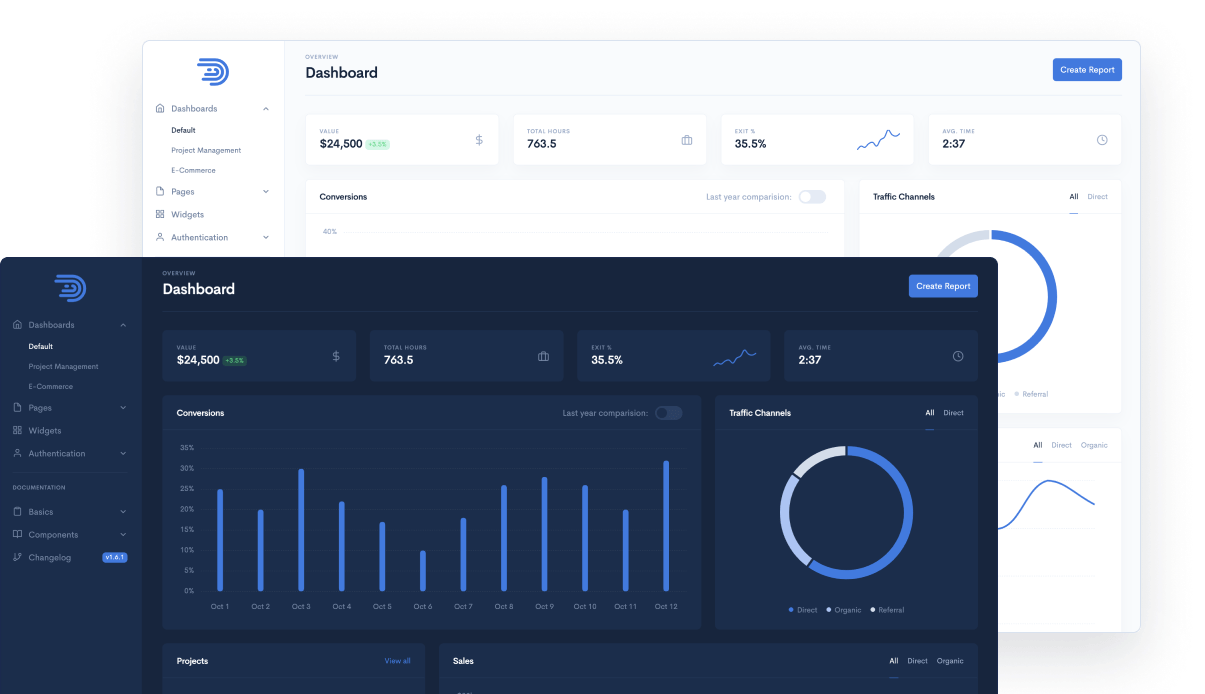 OVERVIEW
Dashboard
Create Report
Dashboards
Default
Project Management
E-Commerce
Pages
Widgets
Authentication
VALUE
$24,500 +3.5%
TOTAL HOURS
763.5
EXIT %
35.5%
AVG. TIME
2:37
Conversions
Last year comparision:
40%
Traffic Channels
All Direct
Referral
All Direct Organic
OVERVIEW
Dashboard
Create Report
Dashboards
Default
Project Management
E-Commerce
Pages
Widgets
Authentication
DOCUMENTATION
Basics
Components
Changelog v1.6.1
VALUE
$24,500 +3.5%
TOTAL HOURS
763.5
EXIT %
35.5%
AVG. TIME
2:37
Conversions
Last year comparision:
35%
30%
25%
20%
15%
10%
5%
0%
Oct 1 Oct 2 Oct 3 Oct 4 Oct 5 Oct 6 Oct 7 Oct 8 Oct 9 Oct 10 Oct 11 Oct 12
Traffic Channels
All Direct
Direct Organic Referral
Projects
View all
Sales
All Direct Organic